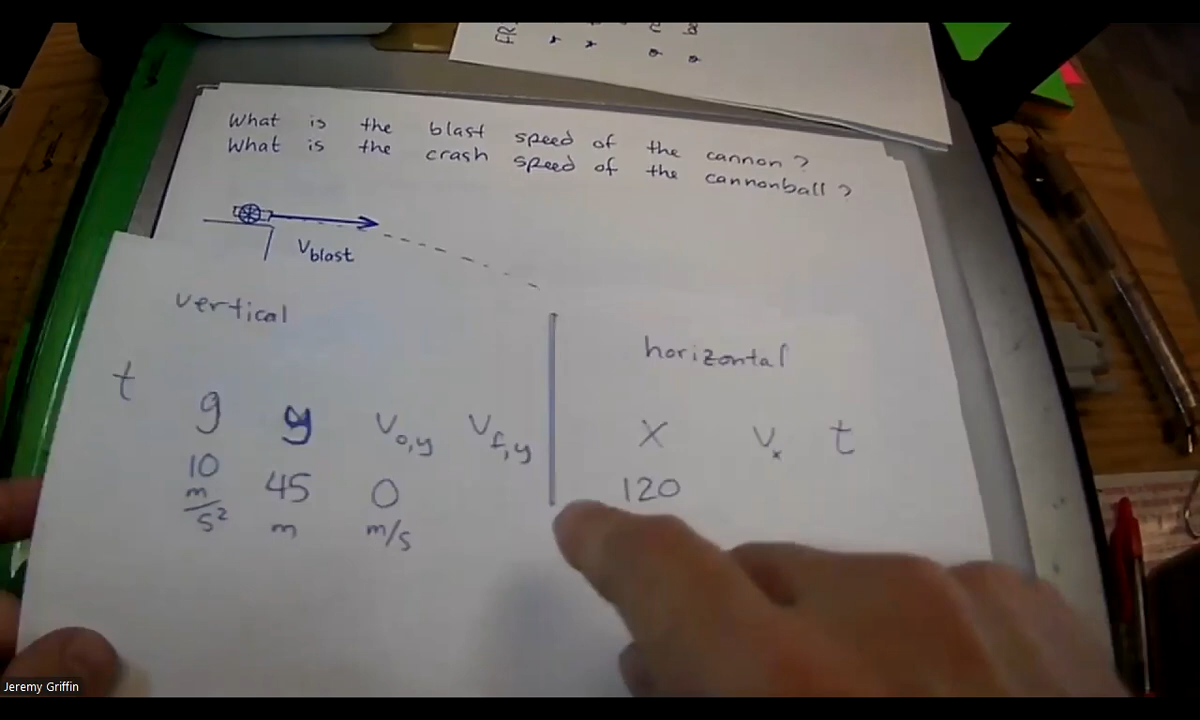 What is the blast speed of the cannon?
What is the crash speed of the cannonball?
Vblast
vertical
horizontal
t g y Vo,y Vf,y
x Vx t
10 m/s² 45 m 0 m/s
120
Jeremy Griffin